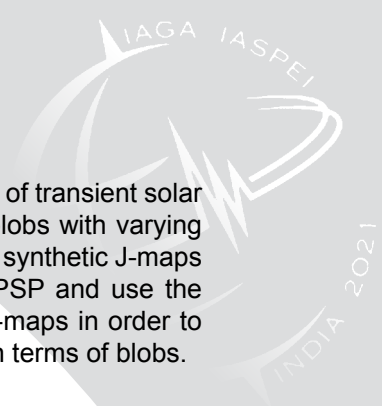 IAGA IASPEI
INDIA 2021
of transient solar
lobs with varying
synthetic J-maps
PSP and use the
-maps in order to
n terms of blobs.